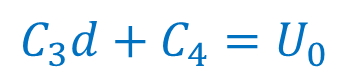 C₃d + C₄ = U₀